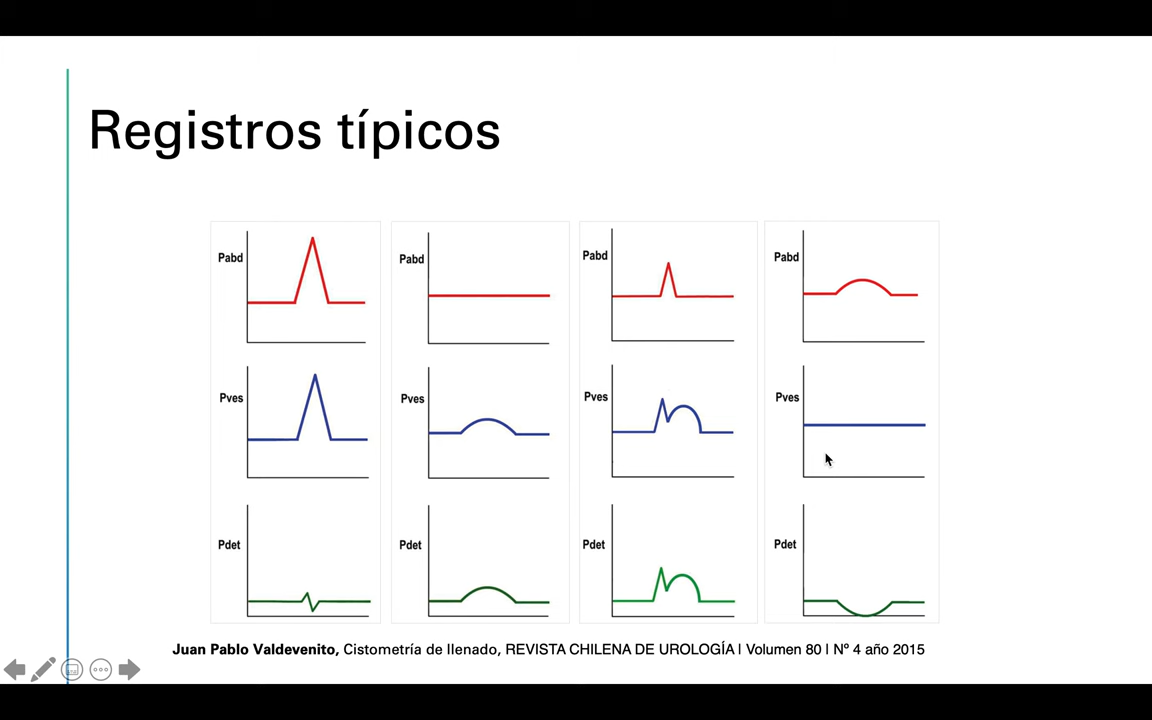 Registros típicos
Pabd
Pabd
Pabd
Pabd
Pves
Pves
Pves
Pves
Pdet
Pdet
Pdet
Pdet
Juan Pablo Valdevenito, Cistometría de llenado, REVISTA CHILENA DE UROLOGÍA I Volumen 80 I Nº 4 año 2015